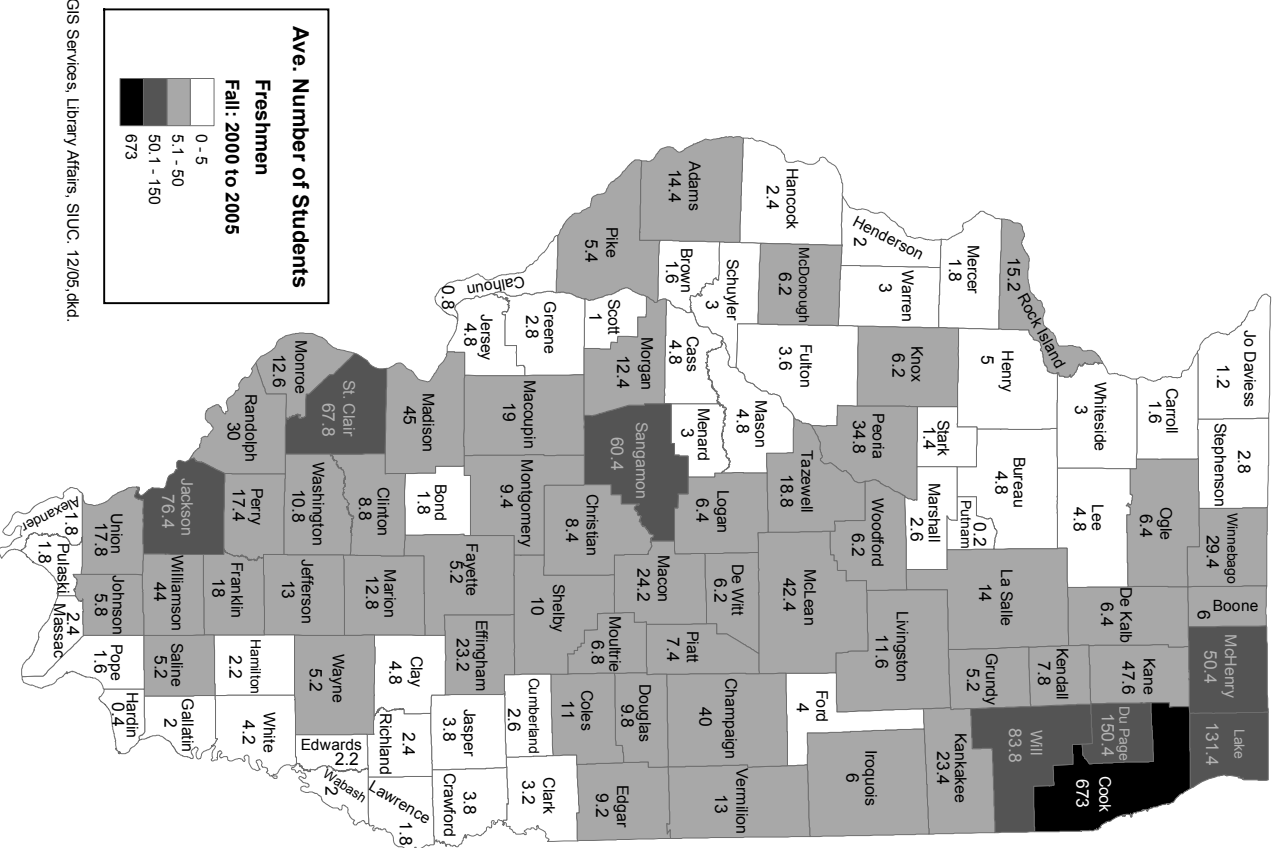 Ave. Number of Students
Freshmen
Fall: 2000 to 2005
0 - 5
5.1 - 50
50.1 - 150
673
GIS Services, Library Affairs, SIUC. 12/05,dkd.
Jo Daviess
1.2
Stephenson
2.8
Winnebago
29.4
Boone
6
McHenry
50.4
Lake
131.4
Carroll
1.6
Ogle
6.4
De Kalb
6.4
Kane
47.6
Du Page
150.4
Cook
673
Whiteside
3
Lee
4.8
Kendall
7.8
Will
83.8
Rock Island
15.2
Henry
5
Bureau
4.8
La Salle
14
Grundy
5.2
Kankakee
23.4
Mercer
1.8
Stark
1.4
Putnam
0.2
Marshall
2.6
Livingston
11.6
Iroquois
6
Henderson
2
Warren
3
Knox
6.2
Peoria
34.8
Woodford
6.2
Ford
4
Hancock
2.4
McDonough
6.2
Fulton
3.6
Tazewell
18.8
McLean
42.4
Champaign
40
Vermilion
13
Adams
14.4
Schuyler
3
Brown
1.6
Cass
4.8
Mason
4.8
Menard
3
Logan
6.4
De Witt
6.2
Piatt
7.4
Macon
24.2
Pike
5.4
Scott
1
Morgan
12.4
Sangamon
60.4
Christian
8.4
Moultrie
6.8
Douglas
9.8
Coles
11
Edgar
9.2
Calhoun
0.8
Greene
2.8
Jersey
4.8
Macoupin
19
Montgomery
9.4
Shelby
10
Cumberland
2.6
Clark
3.2
Madison
45
Bond
1.8
Fayette
5.2
Effingham
23.2
Jasper
3.8
Crawford
3.8
St. Clair
67.8
Clinton
8.8
Marion
12.8
Clay
4.8
Richland
2.4
Lawrence
1.8
Monroe
12.6
Washington
10.8
Jefferson
13
Wayne
5.2
Edwards
2.2
Wabash
2
Randolph
30
Perry
17.4
Franklin
18
Hamilton
2.2
White
4.2
Jackson
76.4
Williamson
44
Saline
5.2
Gallatin
2
Union
17.8
Johnson
5.8
Pope
1.6
Hardin
0.4
Alexander
1.8
Pulaski
1.8
Massac
2.4